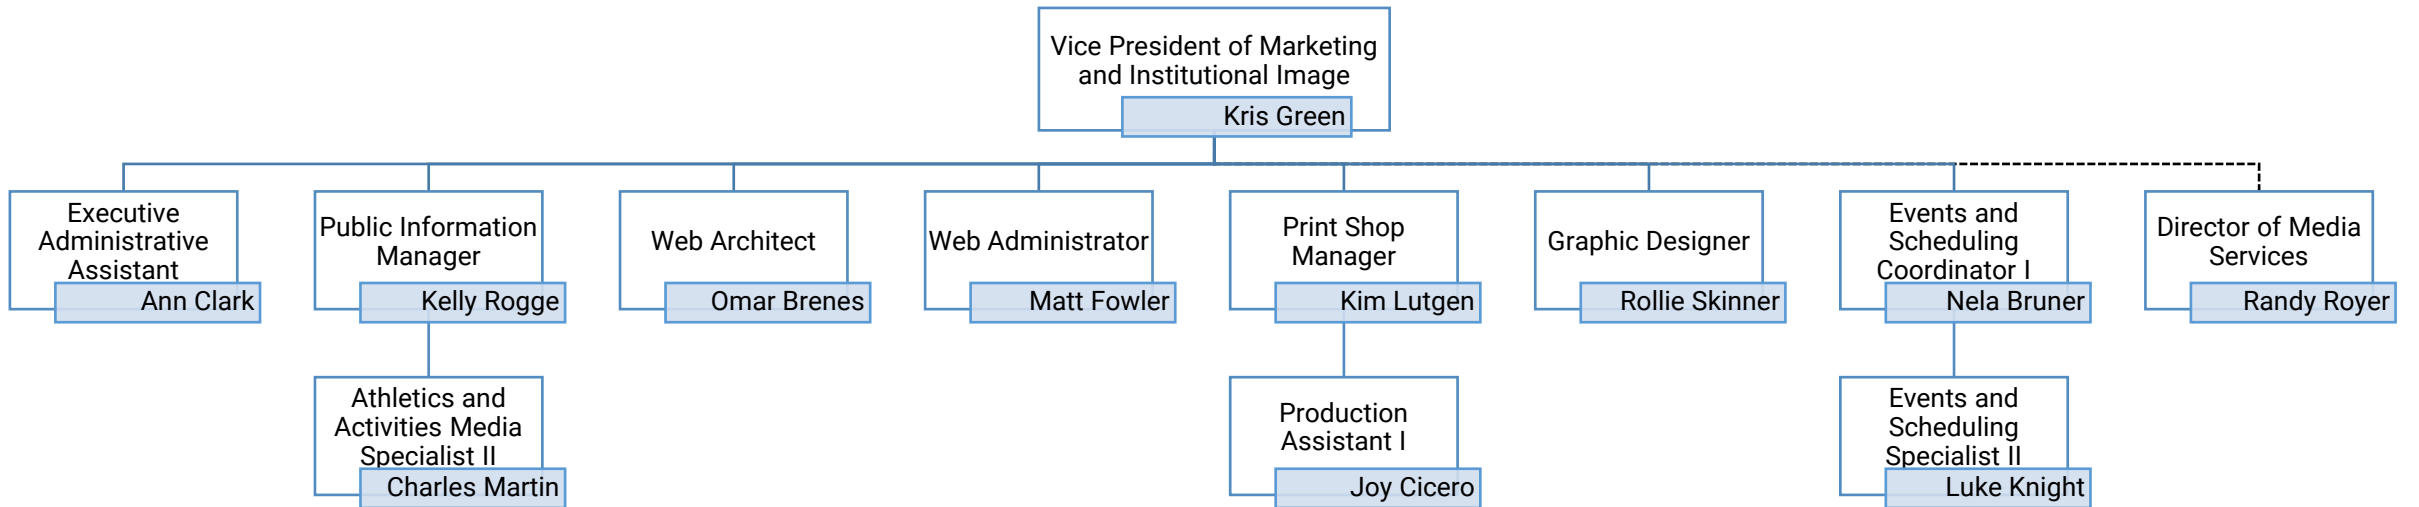 Vice President of Marketing
and Institutional Image
Kris Green
Executive
Administrative
Assistant
Ann Clark
Public Information
Manager
Kelly Rogge
Web Architect
Omar Brenes
Web Administrator
Matt Fowler
Print Shop
Manager
Kim Lutgen
Graphic Designer
Rollie Skinner
Events and
Scheduling
Coordinator I
Nela Bruner
Director of Media
Services
Randy Royer
Athletics and
Activities Media
Specialist II
Charles Martin
Production
Assistant I
Joy Cicero
Events and
Scheduling
Specialist II
Luke Knight